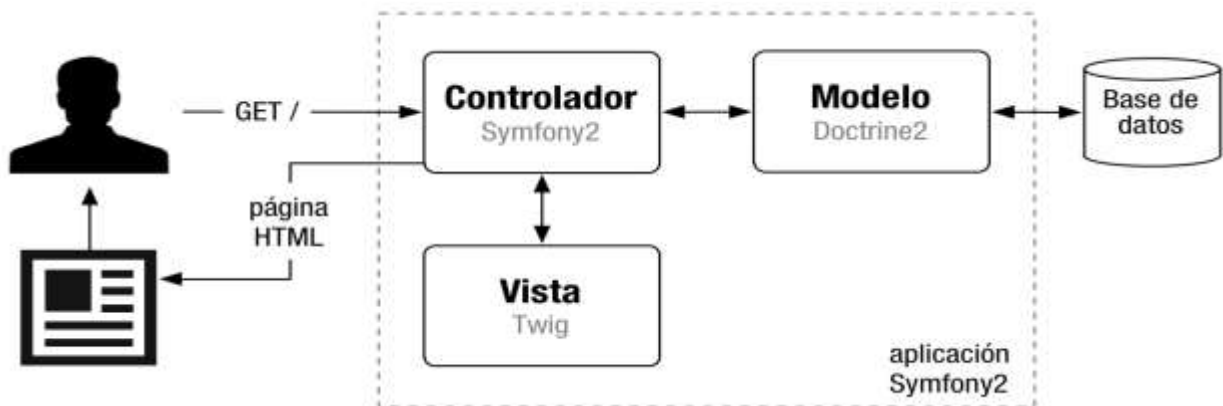 GET /
Controlador
Symfony2
Modelo
Doctrine2
Base de
datos
página
HTML
Vista
Twig
aplicación
Symfony2